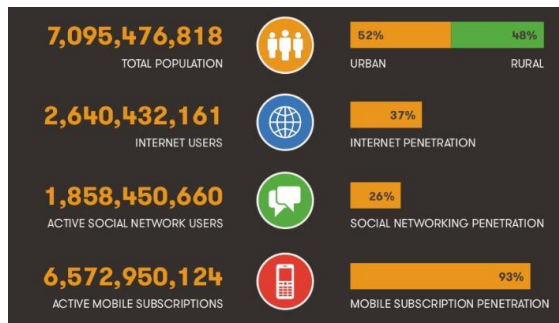 7,095,476,818
TOTAL POPULATION
52%
48%
URBAN
RURAL
2,640,432,161
INTERNET USERS
37%
INTERNET PENETRATION
1,858,450,660
ACTIVE SOCIAL NETWORK USERS
26%
SOCIAL NETWORKING PENETRATION
6,572,950,124
ACTIVE MOBILE SUBSCRIPTIONS
93%
MOBILE SUBSCRIPTION PENETRATION